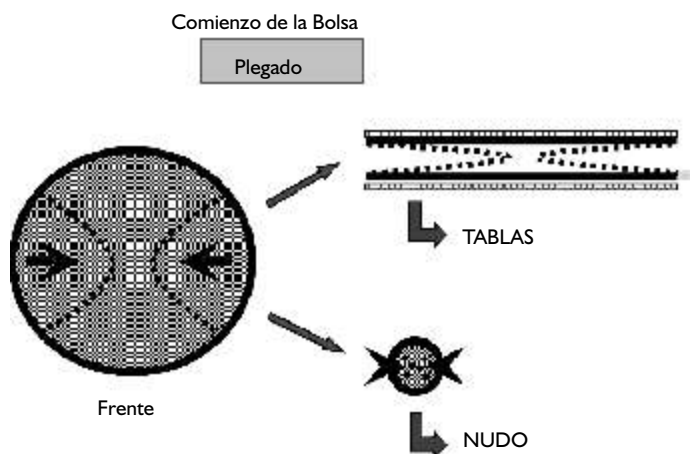 Comienzo de la Bolsa
Plegado
TABLAS
Frente
NUDO